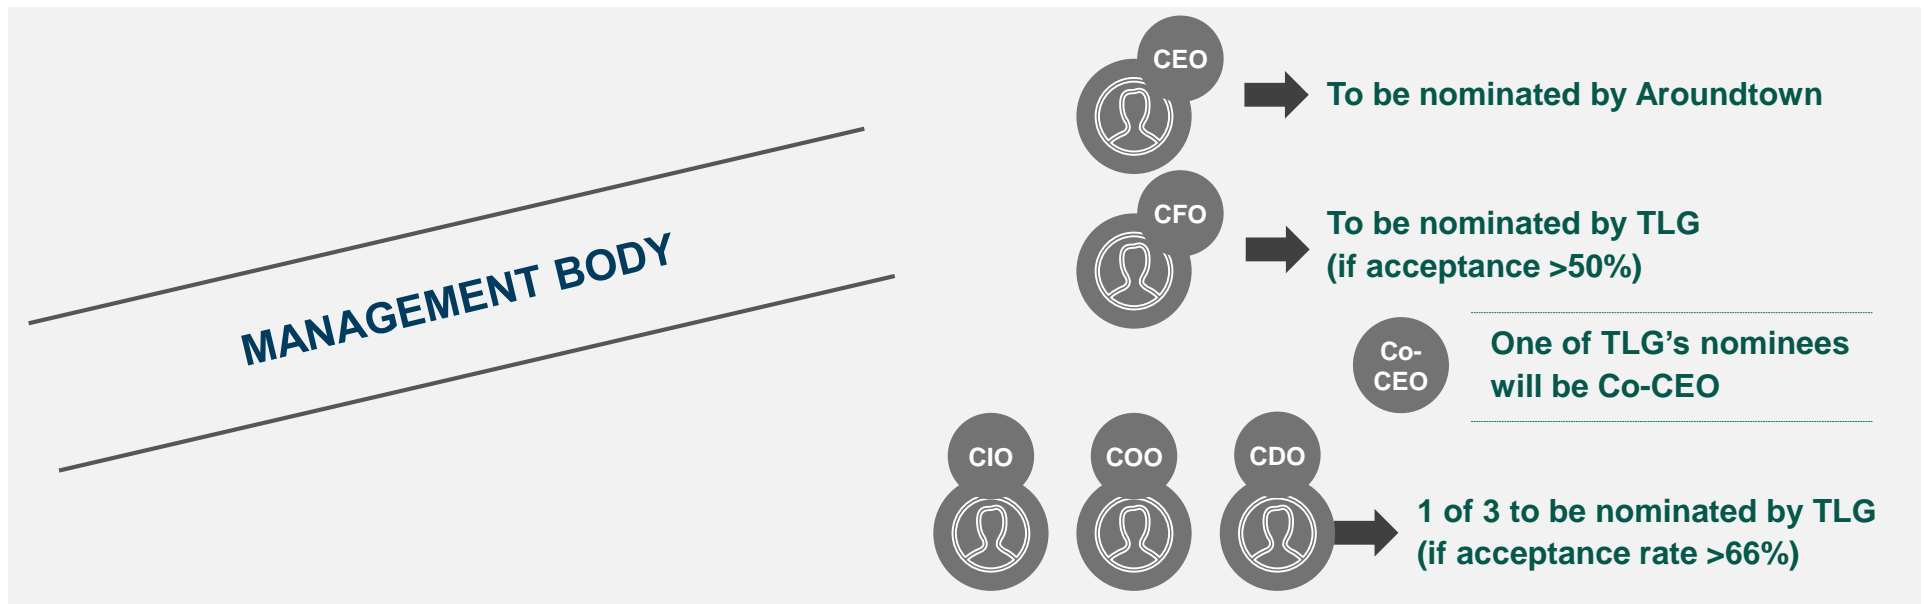 MANAGEMENT BODY
CEO
To be nominated by Aroundtown
CFO
To be nominated by TLG
(if acceptance >50%)
Co-
CEO
One of TLG’s nominees
will be Co-CEO
CIO
COO
CDO
1 of 3 to be nominated by TLG
(if acceptance rate >66%)